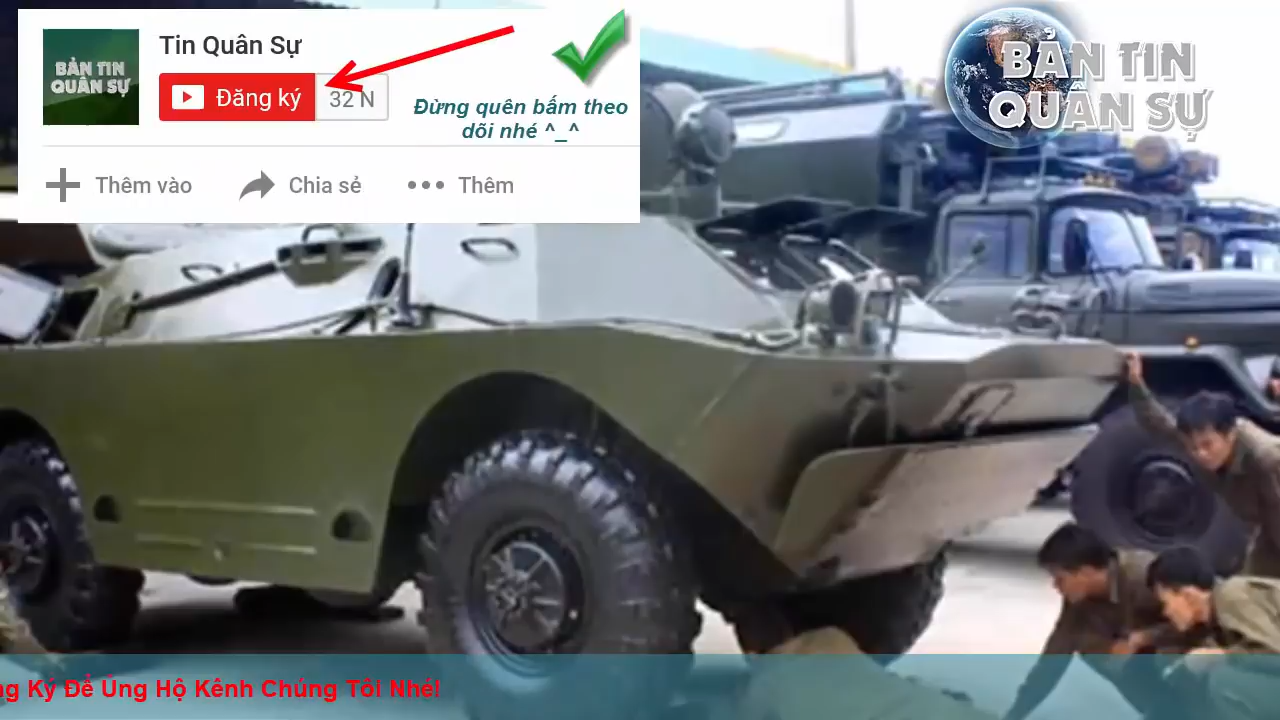 Tin Quân Sự
BẢN TIN
QUÂN SỰ
Đăng ký
32 N
Đừng quên bấm theo
dõi nhé ^_^
Thêm vào
Chia sẻ
Thêm
BẢN TIN
QUÂN SỰ
Ký Để Ủng Hộ Kênh Chúng Tôi Nhé!